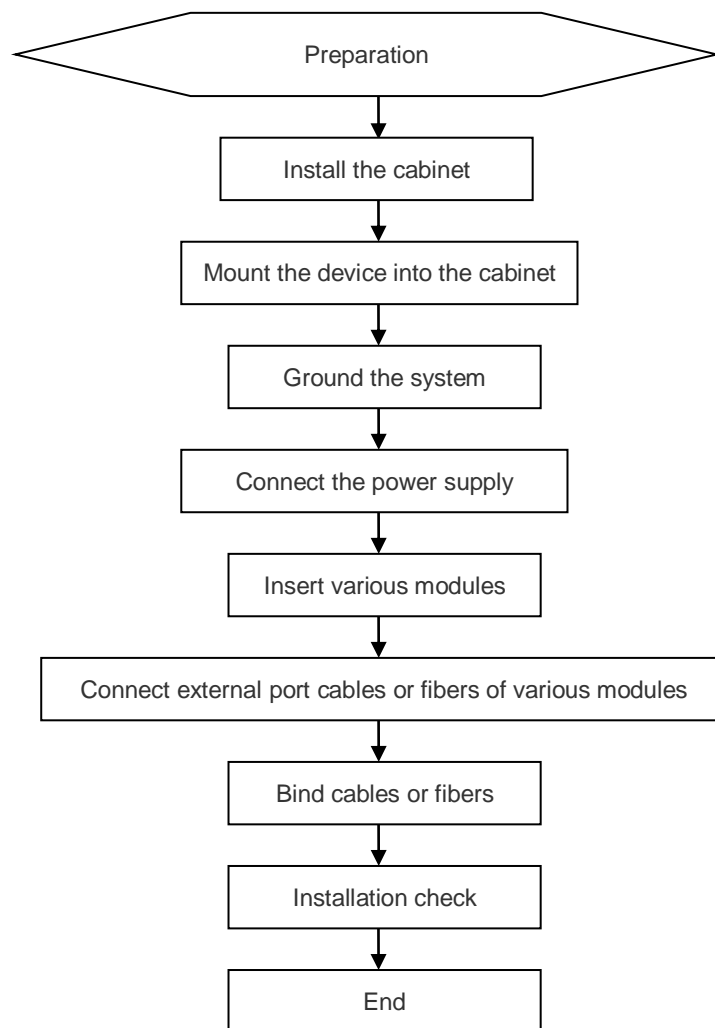 Preparation
Install the cabinet
Mount the device into the cabinet
Ground the system
Connect the power supply
Insert various modules
Connect external port cables or fibers of various modules
Bind cables or fibers
Installation check
End